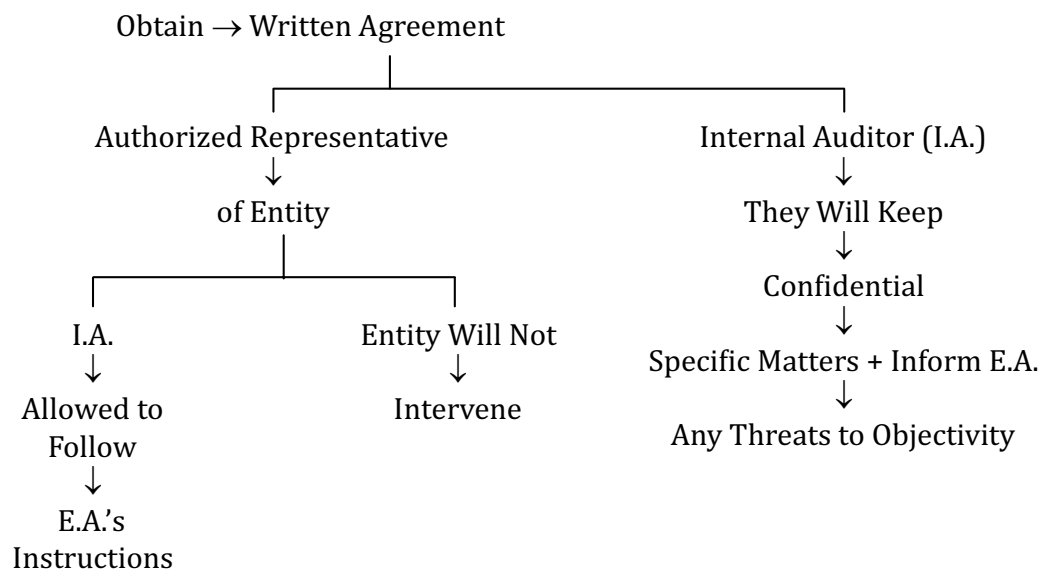 Obtain → Written Agreement
Authorized Representative
↓
of Entity
I.A.
↓
Allowed to
Follow
↓
E.A.'s
Instructions
Entity Will Not
↓
Intervene
Internal Auditor (I.A.)
↓
They Will Keep
↓
Confidential
↓
Specific Matters + Inform E.A.
↓
Any Threats to Objectivity